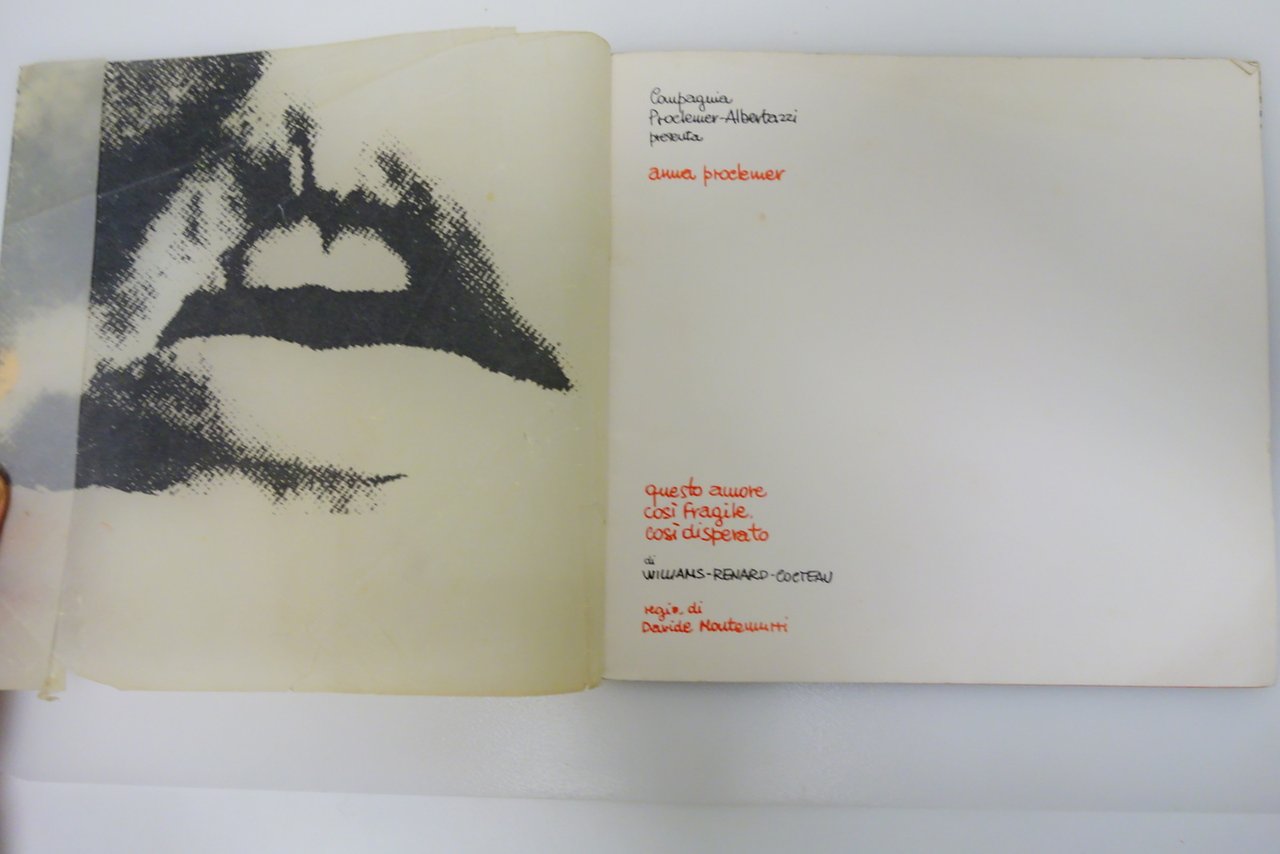 Compagnia
Proclemer-Albertazzi
presenta
anna proclemer
questo amore
così fragile.
così disperato
di
WILLIAMS-RENARD-COCTEAU
regia di
Davide Montemurri